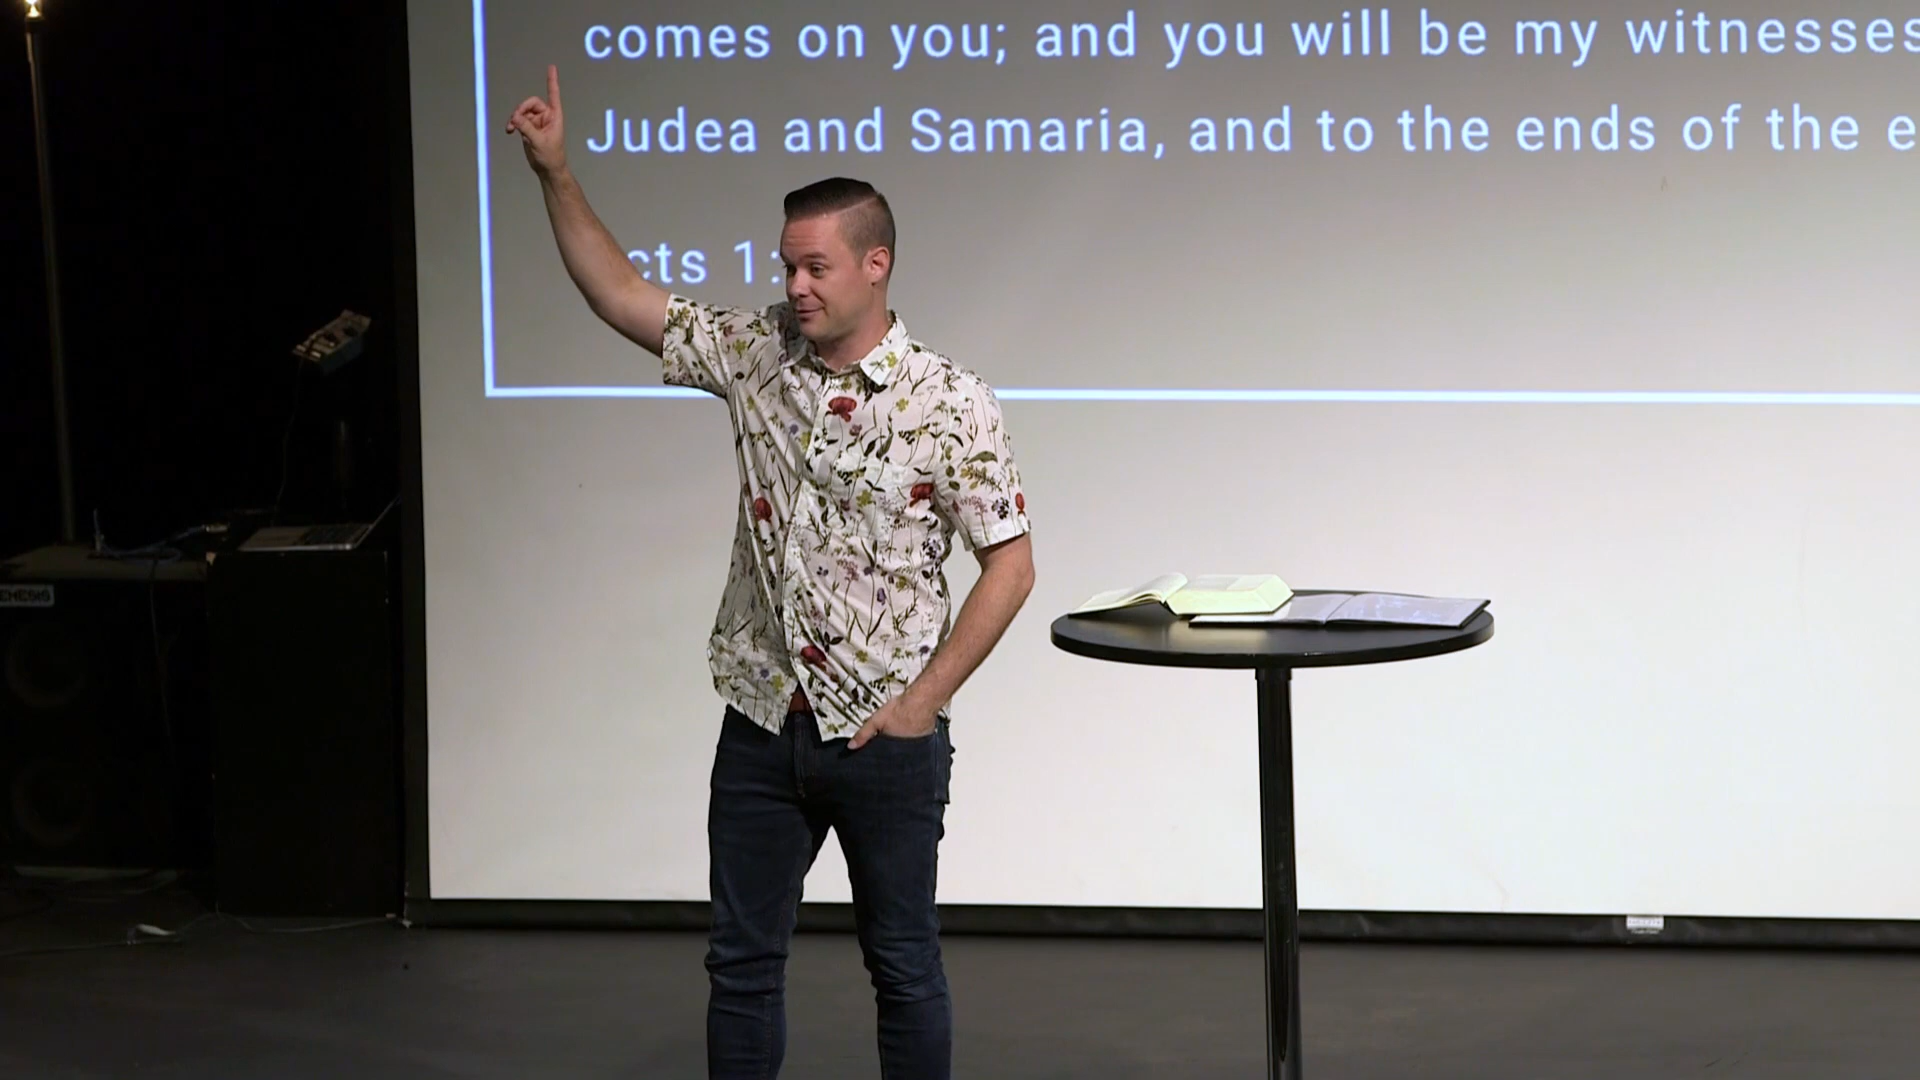 comes on you; and you will be my witnesses
Judea and Samaria, and to the ends of the e
cts 1:
ENESIS